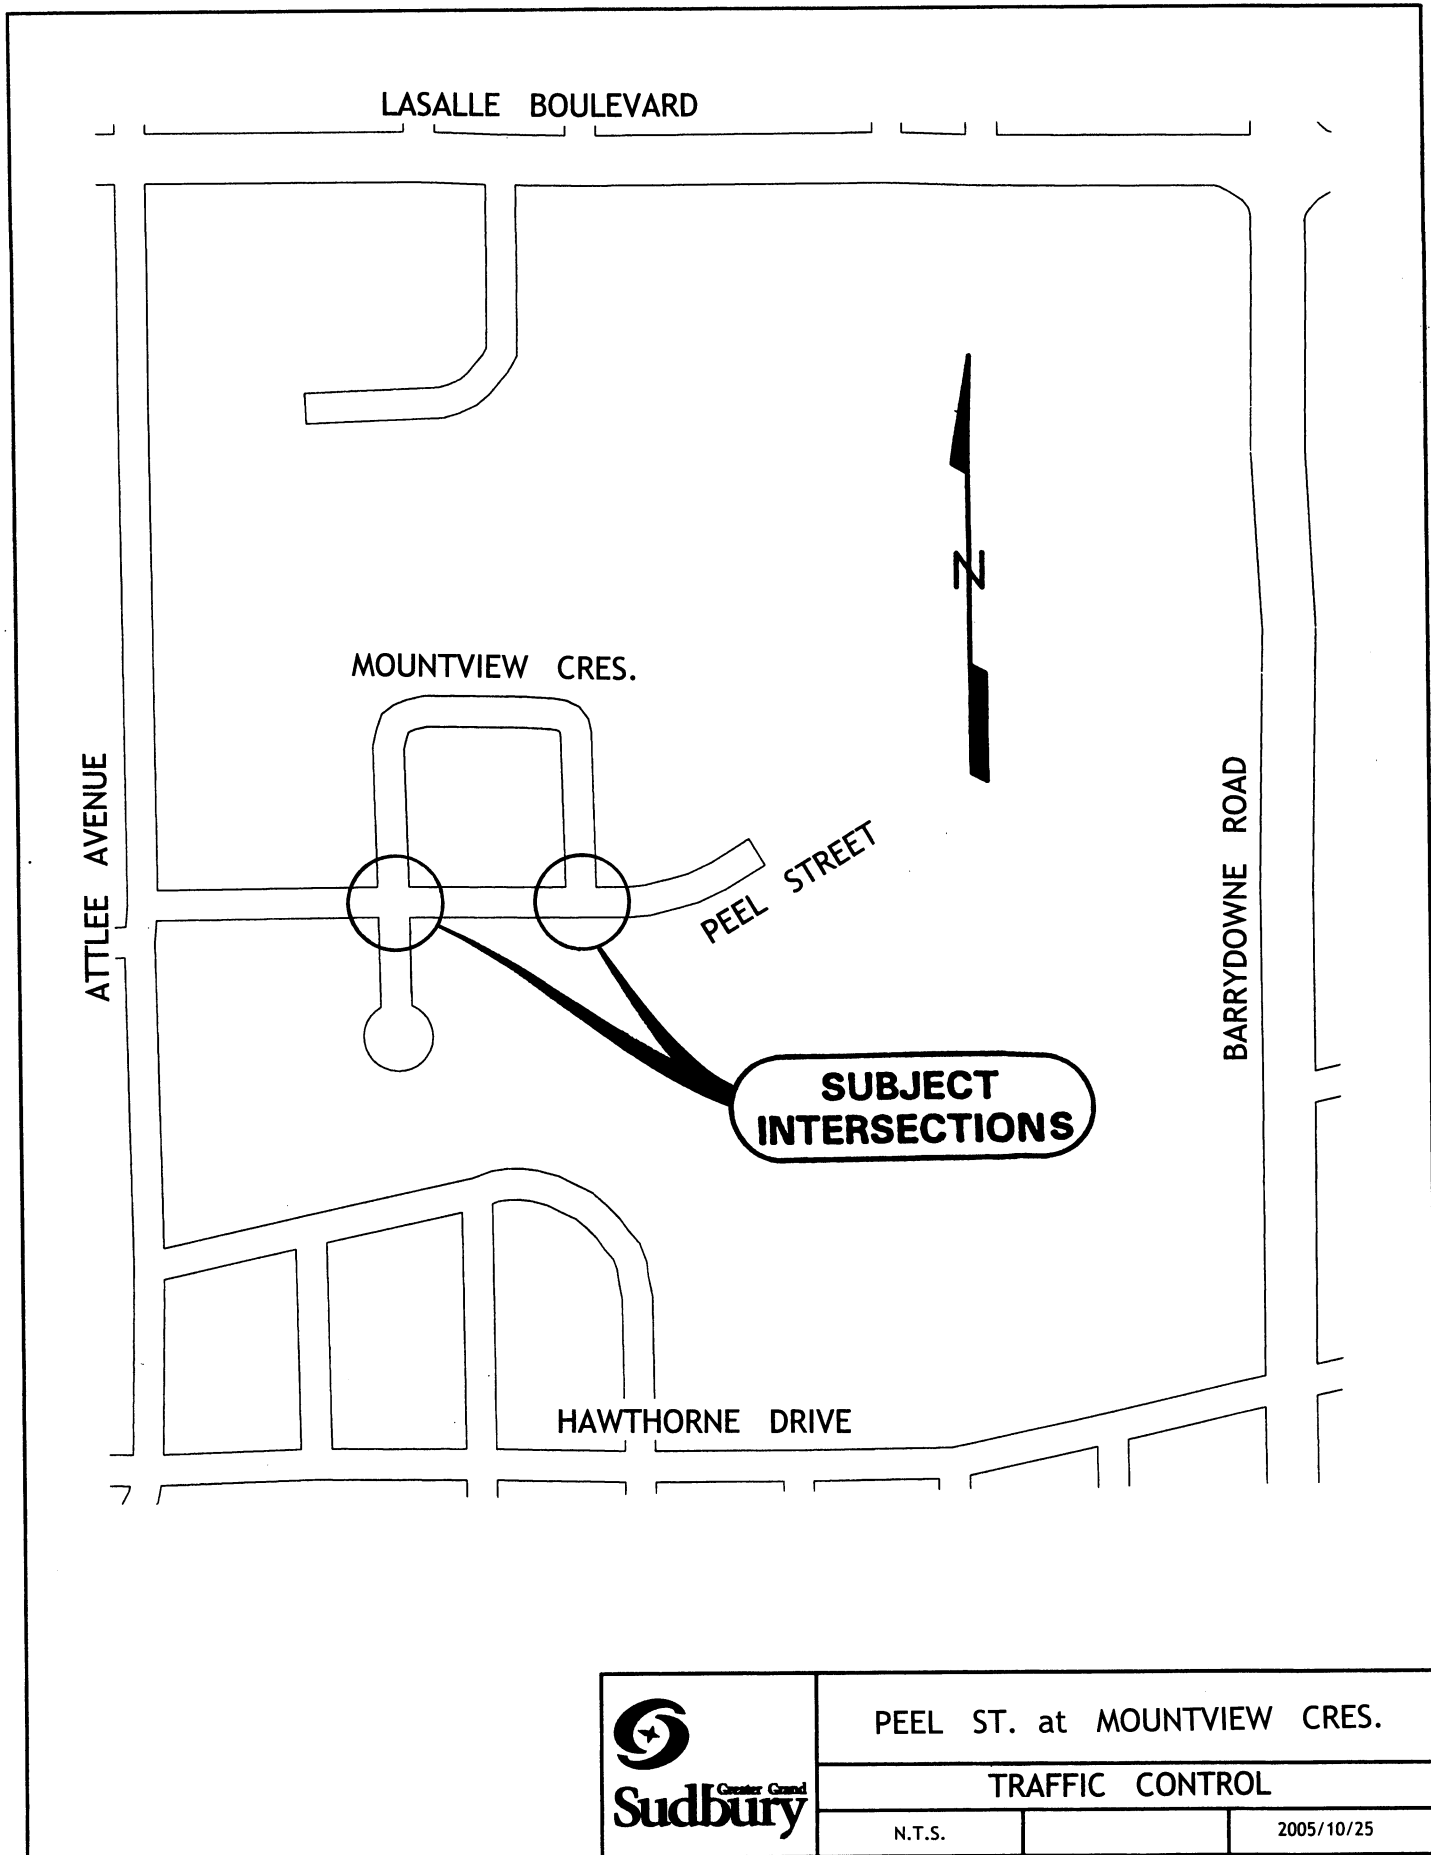 LASALLE BOULEVARD
N
MOUNTVIEW CRES.
ATTLEE AVENUE
PEEL STREET
BARRYDOWNE ROAD
SUBJECT
INTERSECTIONS
HAWTHORNE DRIVE
Greater Grand
Sudbury
PEEL ST. at MOUNTVIEW CRES.
TRAFFIC CONTROL
N.T.S.
2005/10/25